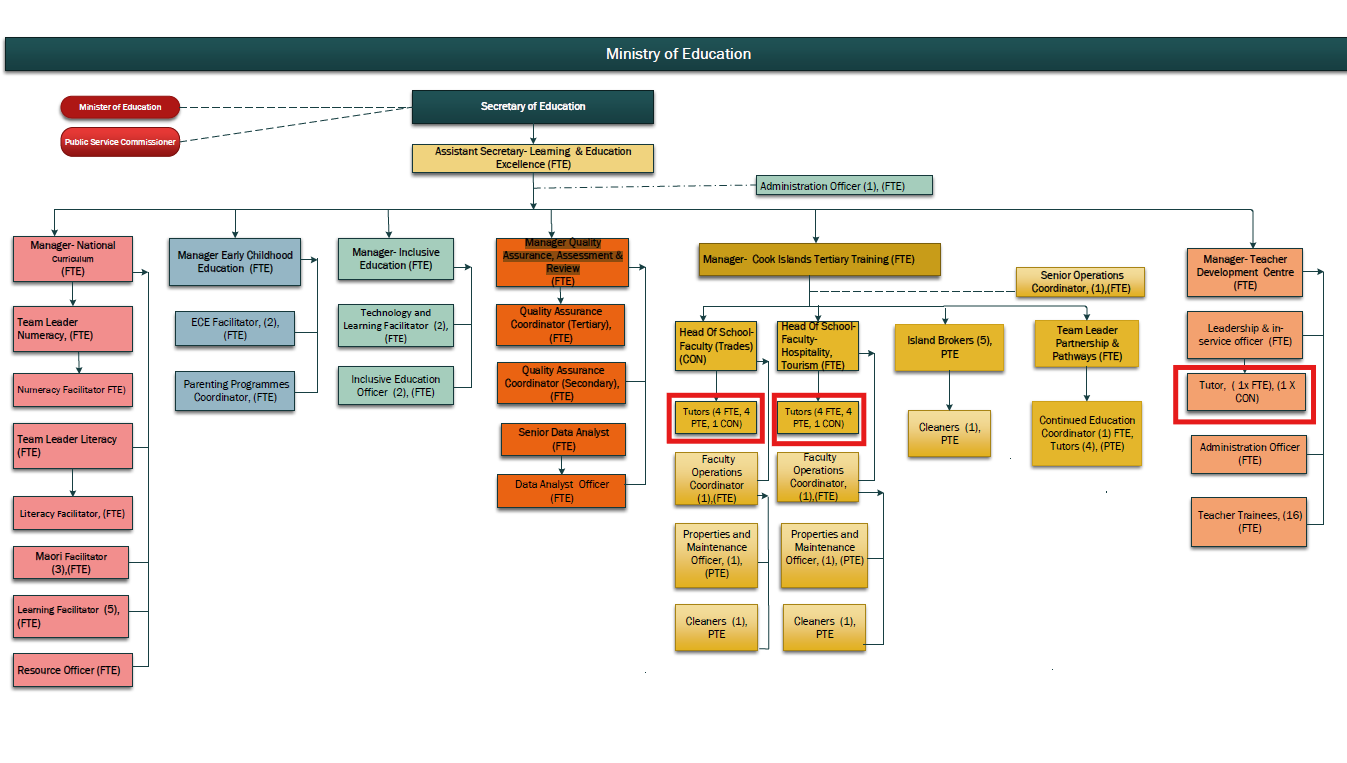 Ministry of Education
Minister of Education
Public Service Commissioner
Secretary of Education
Assistant Secretary- Learning & Education
Excellence (FTE)
Administration Officer (1), (FTE)
Manager- National
Curriculum
(FTE)
Team Leader
Numeracy, (FTE)
Numeracy Facilitator FTE)
Team Leader Literacy
(FTE)
Literacy Facilitator, (FTE)
Maori Facilitator
(3),(FTE)
Learning Facilitator (5),
(FTE)
Resource Officer (FTE)
Manager Early Childhood
Education (FTE)
ECE Facilitator, (2),
(FTE)
Parenting Programmes
Coordinator, (FTE)
Manager- Inclusive
Education (FTE)
Technology and
Learning Facilitator (2),
(FTE)
Inclusive Education
Officer (2), (FTE)
Manager Quality
Assurance, Assessment &
Review
(FTE)
Quality Assurance
Coordinator (Tertiary),
(FTE)
Quality Assurance
Coordinator (Secondary),
(FTE)
Senior Data Analyst
(FTE)
Data Analyst Officer
(FTE)
Manager- Cook Islands Tertiary Training (FTE)
Senior Operations
Coordinator, (1),(FTE)
Head Of School-
Faculty (Trades)
(CON)
Tutors (4 FTE, 4
PTE, 1 CON)
Faculty
Operations
Coordinator
(1),(FTE)
Properties and
Maintenance
Officer, (1),
(PTE)
Cleaners (1),
PTE
Head Of School-
Faculty-
Hospitality,
Tourism (FTE)
Tutors (4 FTE, 4
PTE, 1 CON)
Faculty
Operations
Coordinator,
(1),(FTE)
Properties and
Maintenance
Officer, (1), (PTE)
Cleaners (1),
PTE
Island Brokers (5),
PTE
Cleaners (1),
PTE
Team Leader
Partnership &
Pathways (FTE)
Continued Education
Coordinator (1) FTE,
Tutors (4), (PTE)
Manager- Teacher
Development Centre
(FTE)
Leadership & in-
service officer (FTE)
Tutor, ( 1x FTE), (1 X
CON)
Administration Officer
(FTE)
Teacher Trainees, (16)
(FTE)